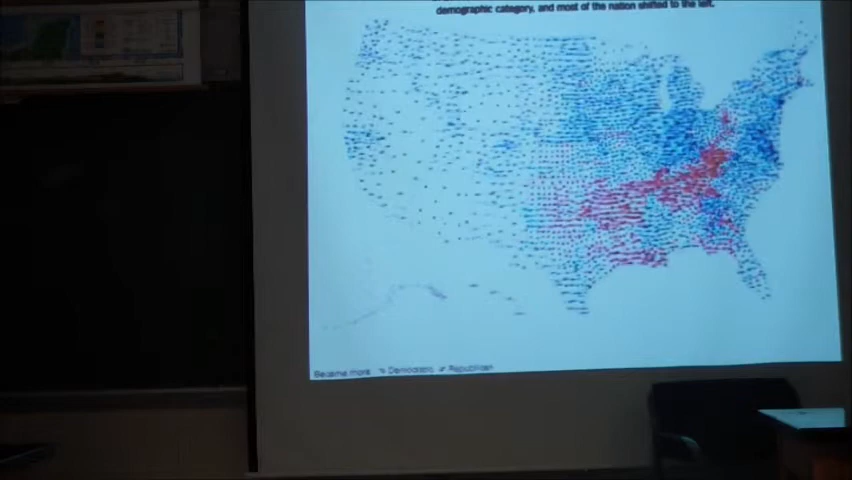 demographic category, and most of the nation shifted to the left.
Became more Democratic Republican